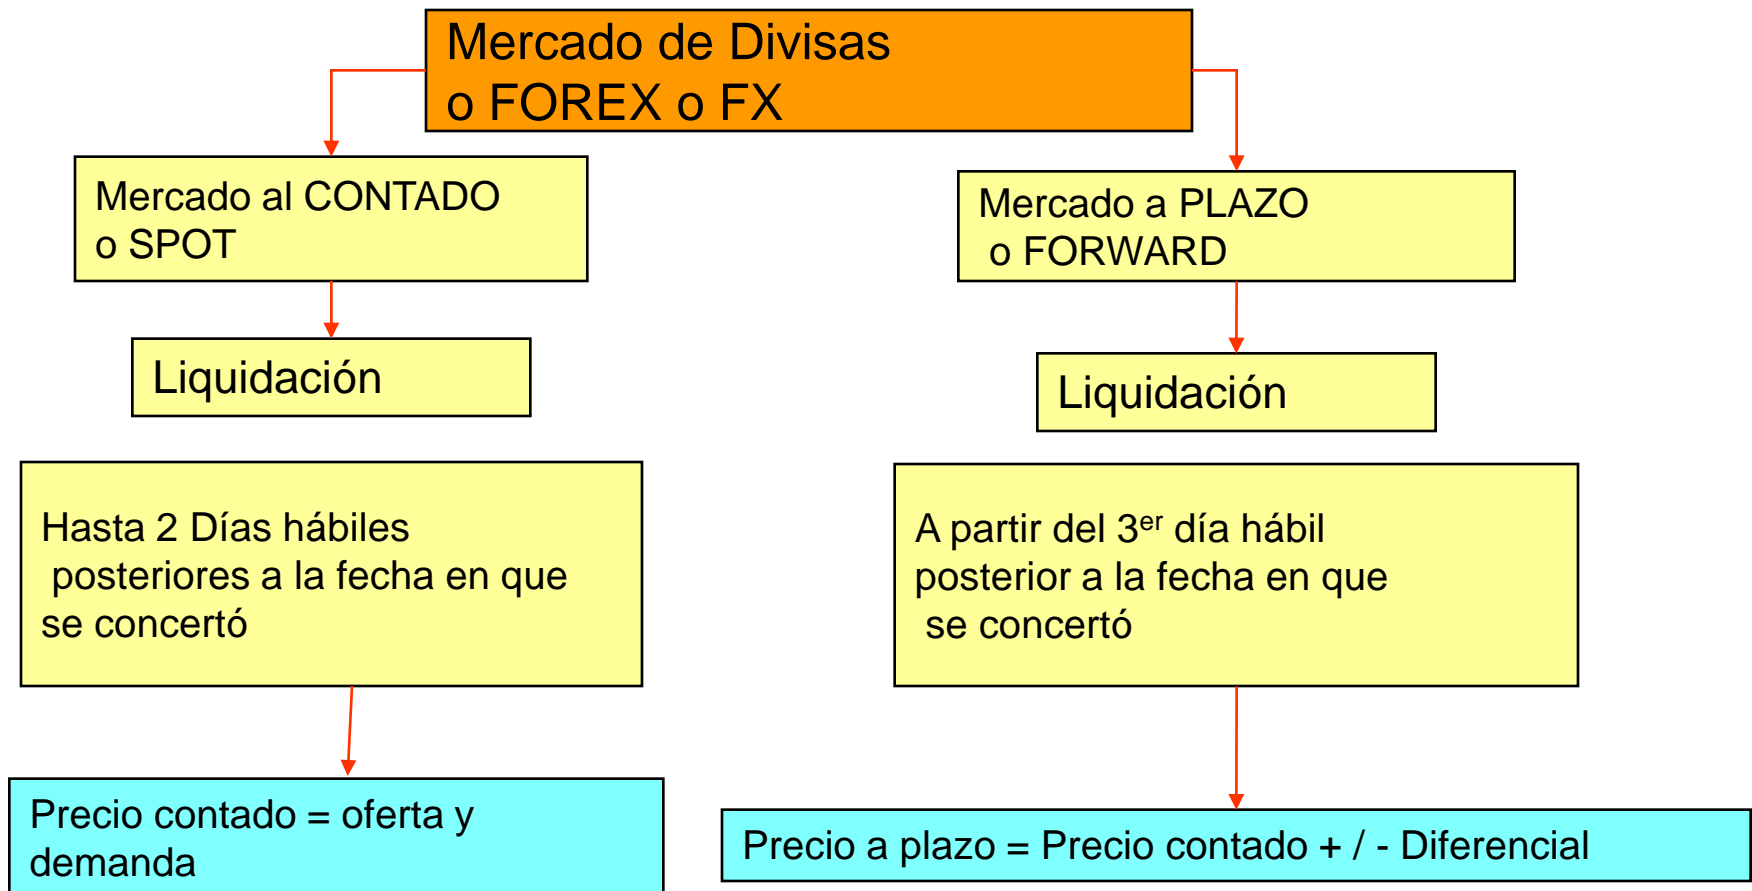 Mercado de Divisas
o FOREX o FX
Mercado al CONTADO
o SPOT
Mercado a PLAZO
o FORWARD
Liquidación
Liquidación
Hasta 2 Días hábiles
posteriores a la fecha en que
se concertó
A partir del 3er día hábil
posterior a la fecha en que
se concertó
Precio contado = oferta y
demanda
Precio a plazo = Precio contado + / - Diferencial